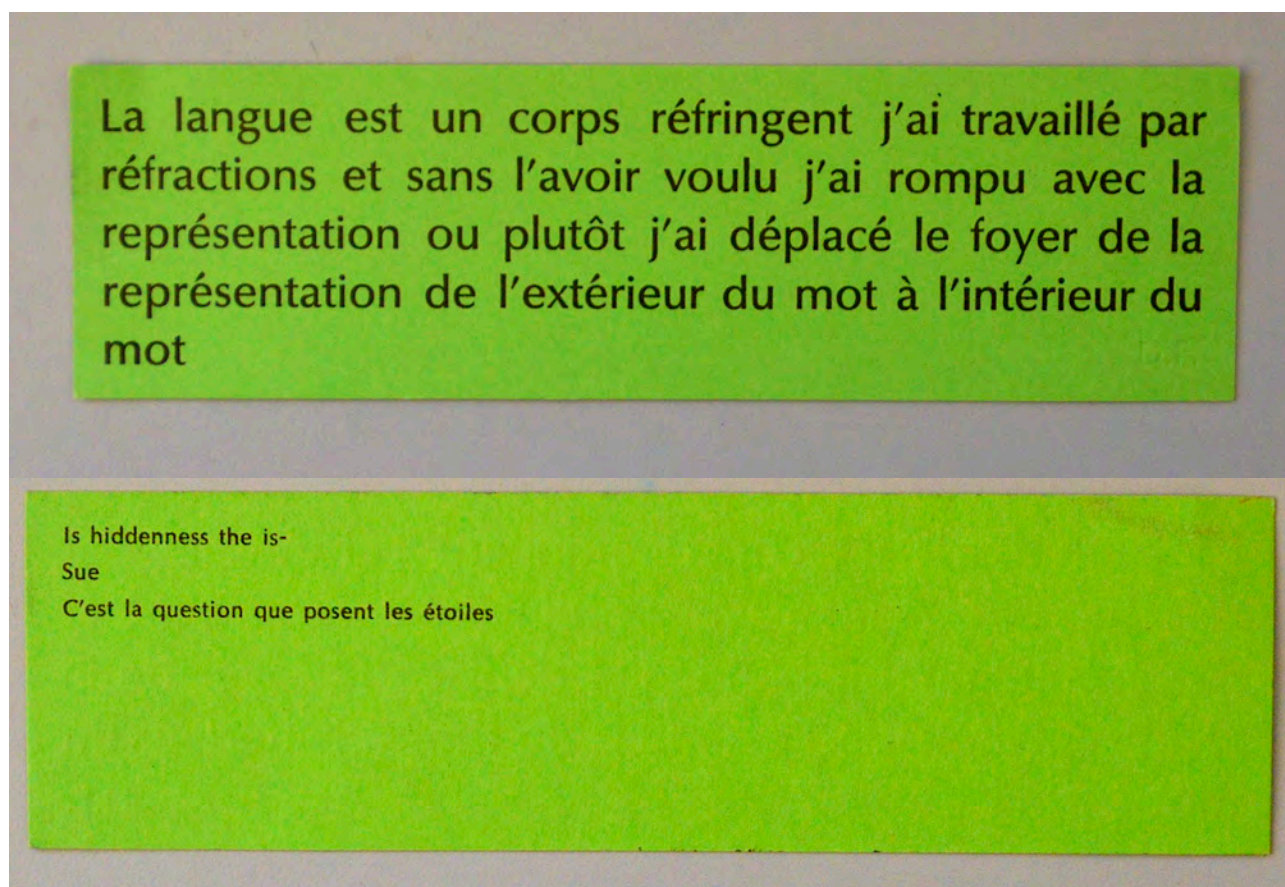 La langue est un corps réfringent j'ai travaillé par
réfractions et sans l'avoir voulu j'ai rompu avec la
représentation ou plutôt j'ai déplacé le foyer de la
représentation de l'extérieur du mot à l'intérieur du
mot
Is hiddenness the is-
Sue
C'est la question que posent les étoiles